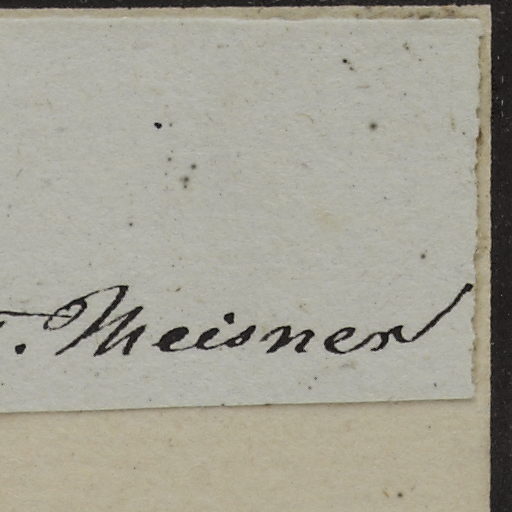 . Meisner